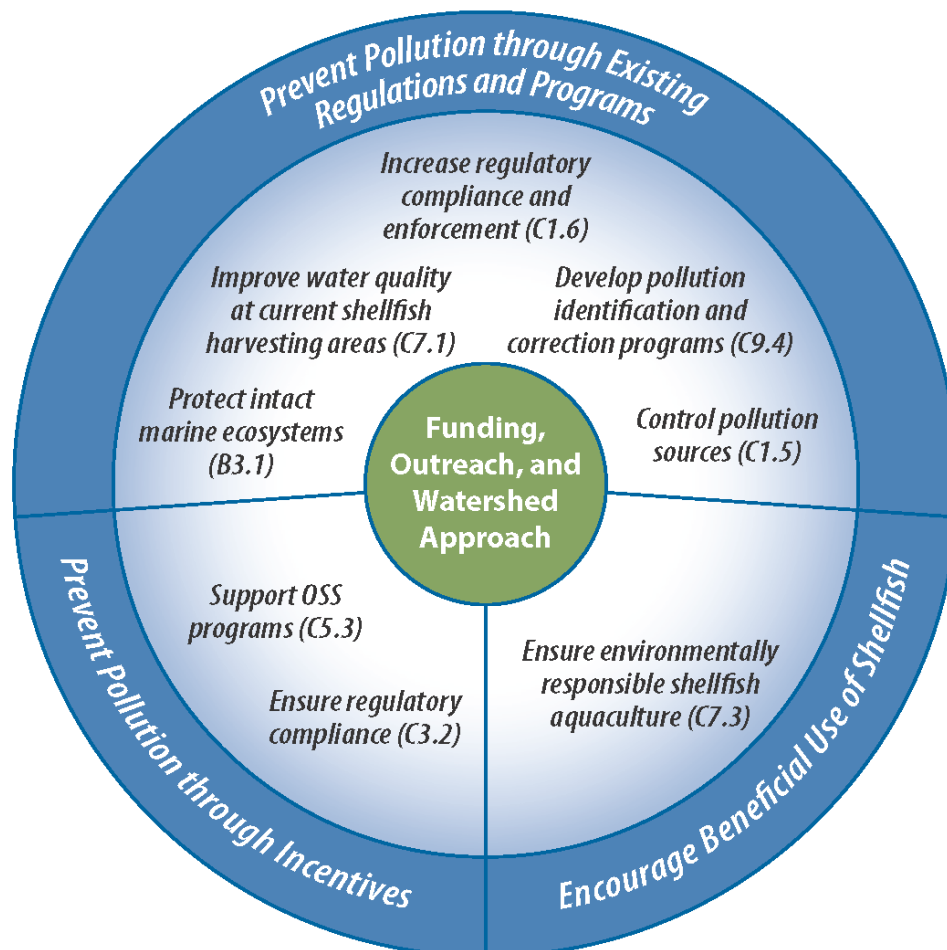 Prevent Pollution through Existing
Regulations and Programs
Increase regulatory
compliance and
enforcement (C1.6)
Improve water quality
at current shellfish
harvesting areas (C7.1)
Develop pollution
identification and
correction programs (C9.4)
Protect intact
marine ecosystems
(B3.1)
Control pollution
sources (C1.5)
Funding,
Outreach, and
Watershed
Approach
Support OSS
programs (C5.3)
Ensure regulatory
compliance (C3.2)
Ensure environmentally
responsible shellfish
aquaculture (C7.3)
Prevent Pollution through Incentives
Encourage Beneficial Use of Shellfish